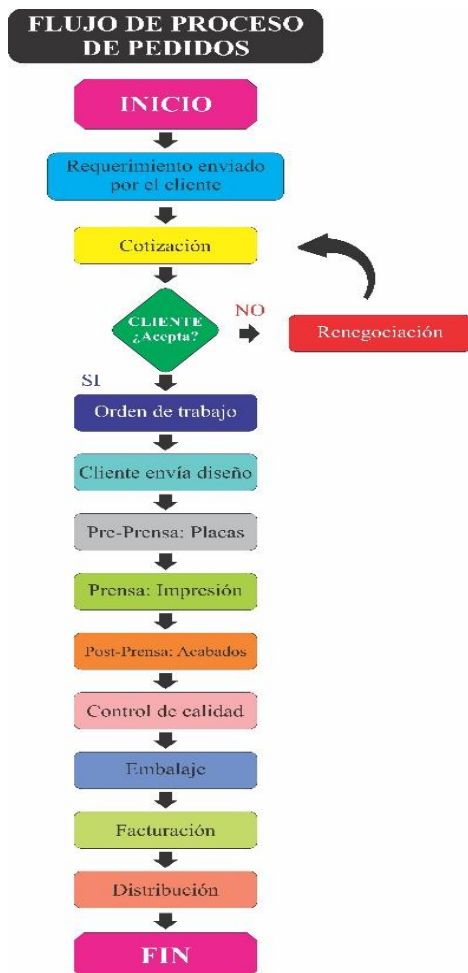 FLUJO DE PROCESO
DE PEDIDOS
INICIO
Requerimiento enviado
por el cliente
Cotización
CLIENTE
¿Acepta?
NO
Renegociación
SI
Orden de trabajo
Cliente envía diseño
Pre-Prensa: Placas
Prensa: Impresión
Post-Prensa: Acabados
Control de calidad
Embalaje
Facturación
Distribución
FIN